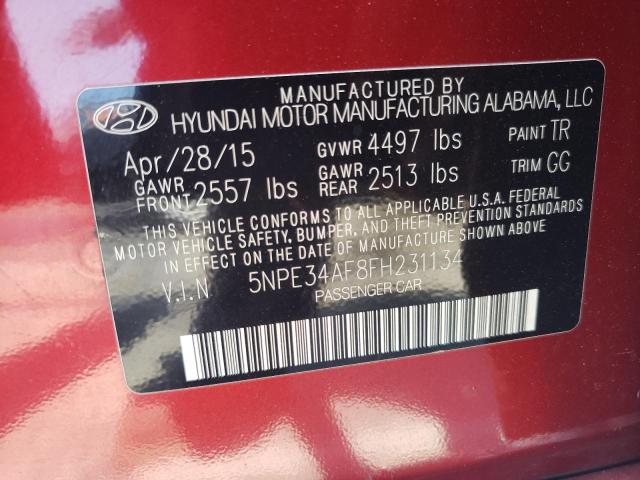 MANUFACTURED BY
HYUNDAI MOTOR MANUFACTURING ALABAMA, LLC
Apr/28/15 GVWR 4497 lbs PAINT TR
GAWR FRONT 2557 lbs GAWR REAR 2513 lbs TRIM GG
THIS VEHICLE CONFORMS TO ALL APPLICABLE U.S.A. FEDERAL
MOTOR VEHICLE SAFETY, BUMPER, AND THEFT PREVENTION STANDARDS
IN EFFECT ON THE DATE OF MANUFACTURE SHOWN ABOVE.
V.I.N 5NPE34AF8FH231134
PASSENGER CAR